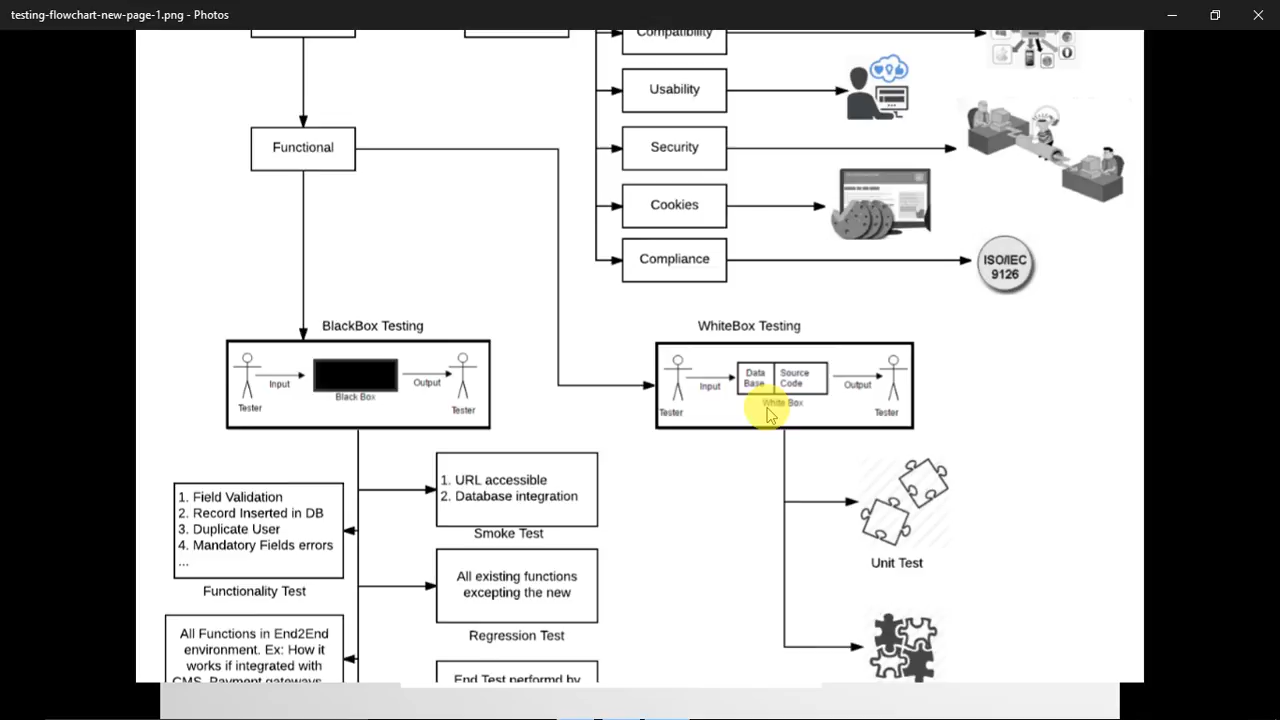 testing-flowchart-new-page-1.png - Photos
Compatibility
Usability
Functional
Security
Cookies
Compliance
ISO/IEC
9126
BlackBox Testing
WhiteBox Testing
Input
Output
Black Box
Tester
Tester
Input
Data
Base
Source
Code
Output
White Box
Tester
Tester
1. URL accessible
2. Database integration
Smoke Test
1. Field Validation
2. Record Inserted in DB
3. Duplicate User
4. Mandatory Fields errors
...
Functionality Test
All existing functions
excepting the new
Regression Test
Unit Test
All Functions in End2End
environment. Ex: How it
works if integrated with
CMS, Payment gateways
End Test performd by